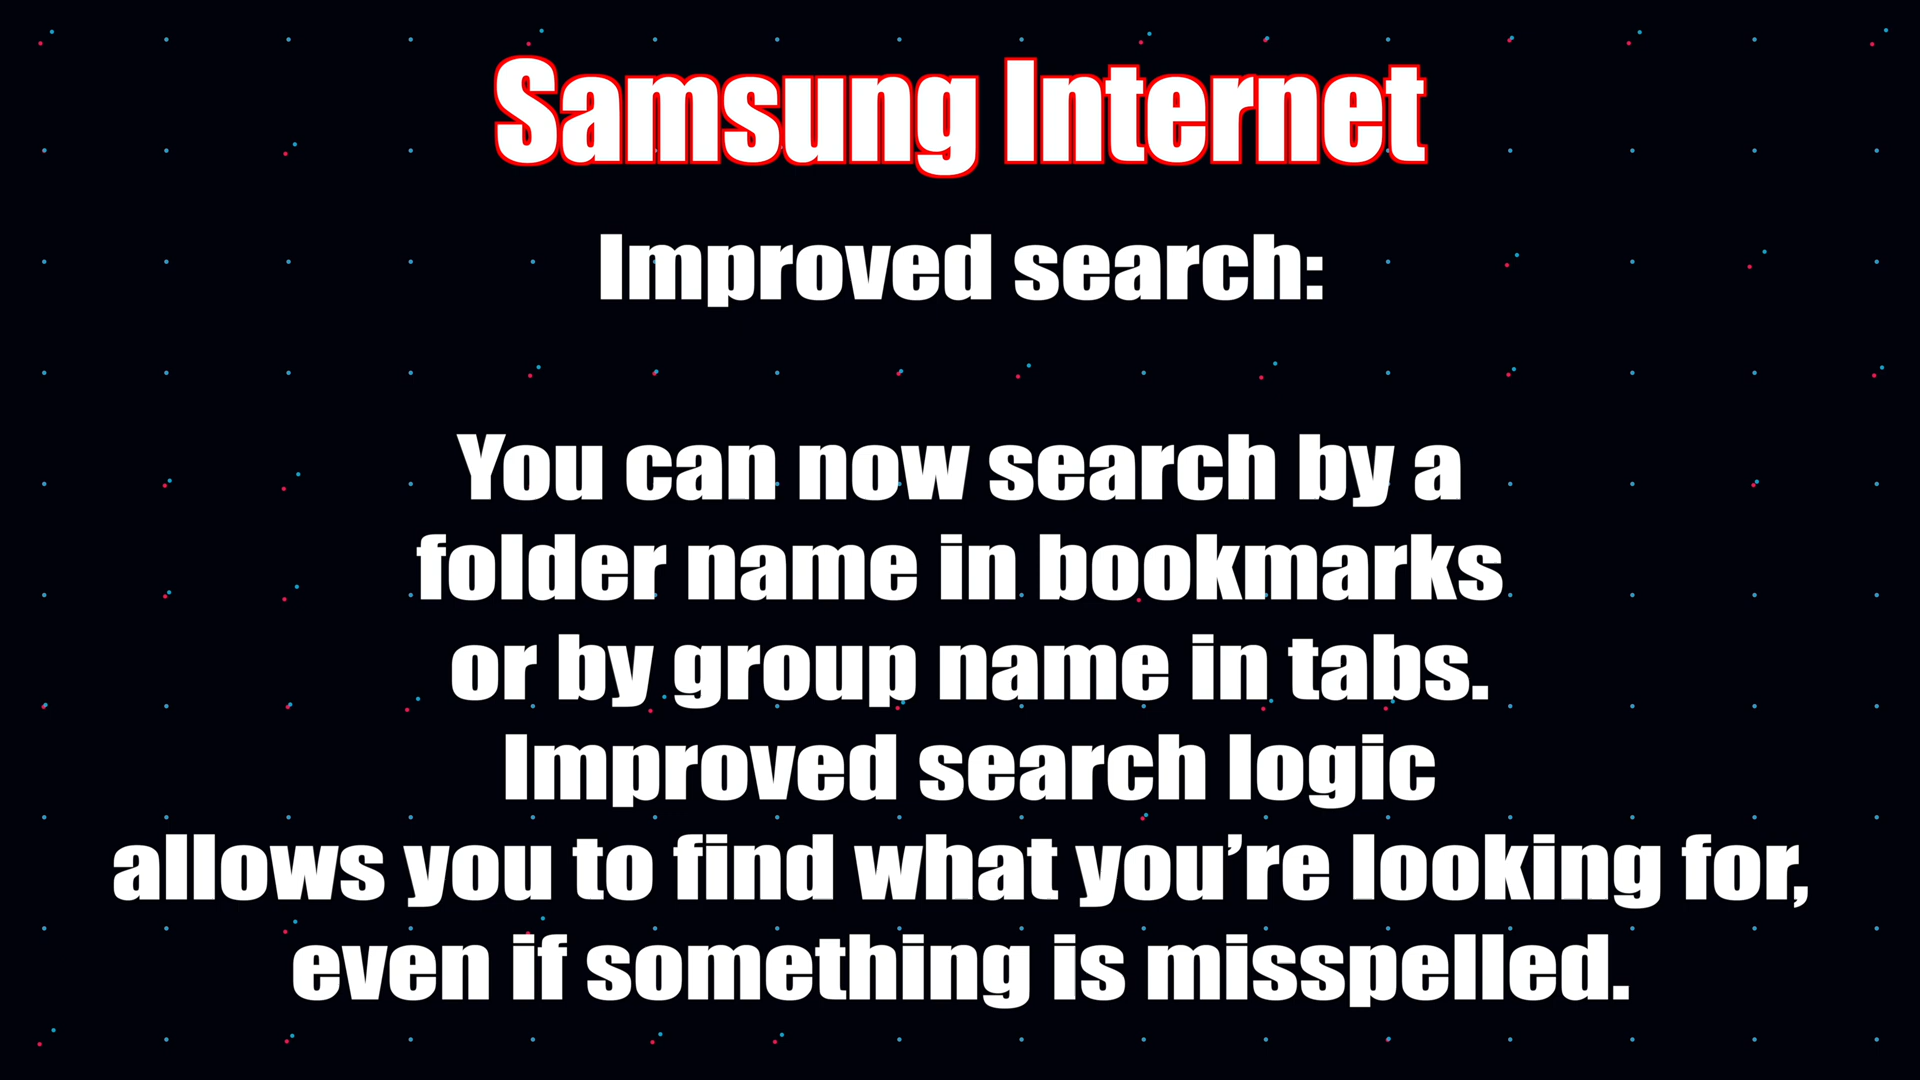 Samsung Internet
Improved search:
You can now search by a
folder name in bookmarks
or by group name in tabs.
Improved search logic
allows you to find what you’re looking for,
even if something is misspelled.